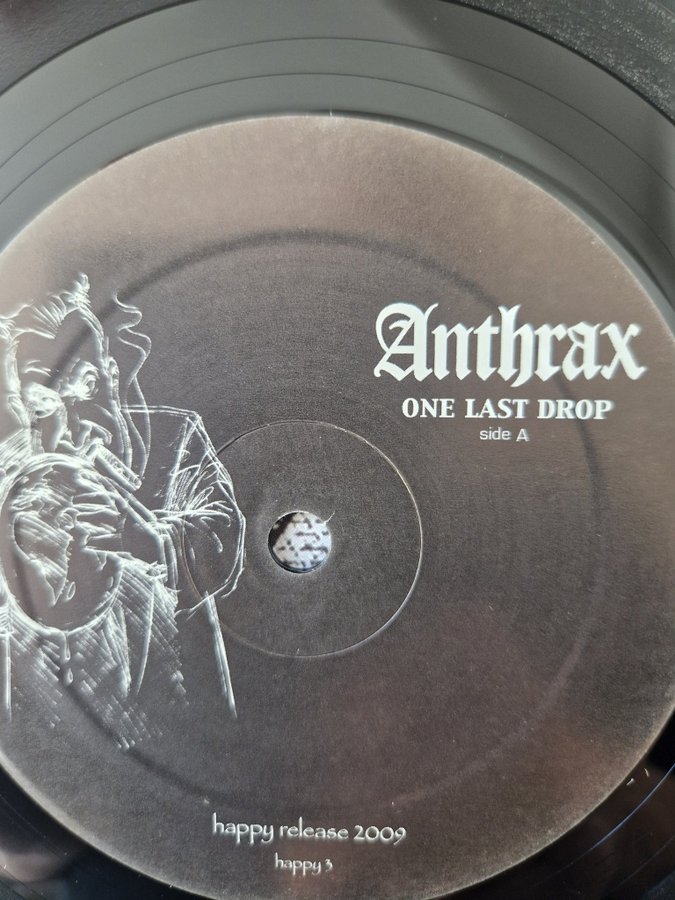 Anthrax
ONE LAST DROP
side A
happy release 2009
happy 3